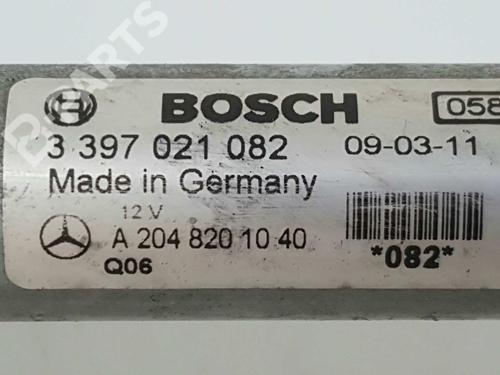 BOSCH 058
3 397 021 082 09-03-11
Made in Germany
12 V
A 204 820 10 40
Q06
*082*
B PARTS